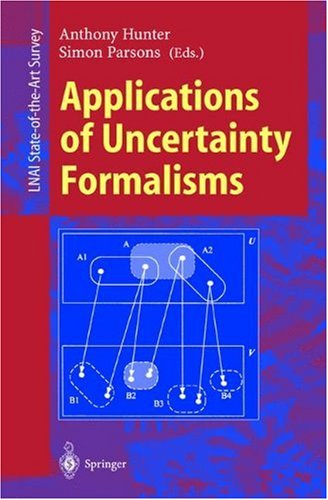 Anthony Hunter
Simon Parsons (Eds.)
LNAI State-of-the-Art Survey
Applications
of Uncertainty
Formalisms
U
A1
A
A2
V
B1
B2
B3
B4
Springer